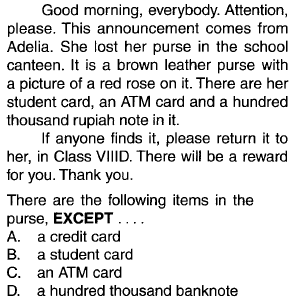 Good morning, everybody. Attention,
please. This announcement comes from
Adelia. She lost her purse in the school
canteen. It is a brown leather purse with
a picture of a red rose on it. There are her
student card, an ATM card and a hundred
thousand rupiah note in it.
If anyone finds it, please return it to
her, in Class VIIID. There will be a reward
for you. Thank you.
There are the following items in the
purse, EXCEPT . . . .
A. a credit card
B. a student card
C. an ATM card
D. a hundred thousand banknote